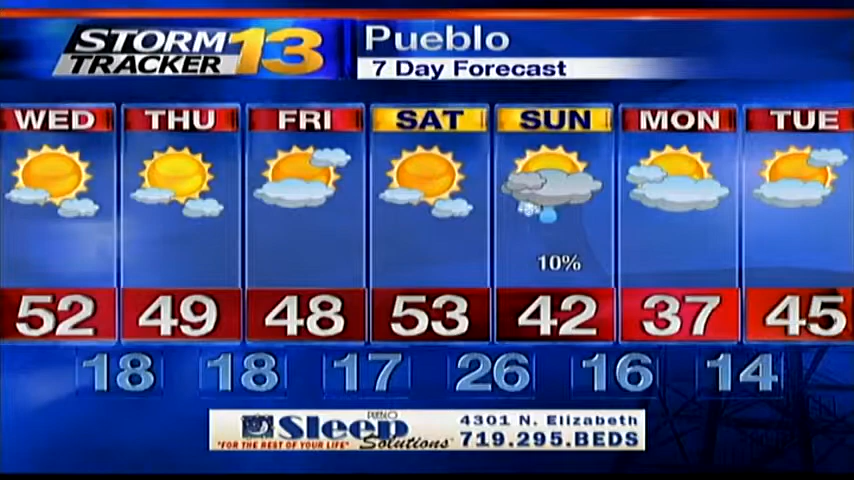 STORM TRACKER 13
Pueblo
7 Day Forecast
WED THU FRI SAT SUN MON TUE
10%
52 49 48 53 42 37 45
18 18 17 26 16 14
PUEBLO
Sleep Solutions
"FOR THE REST OF YOUR LIFE"
4301 N. Elizabeth
719.295.BEDS